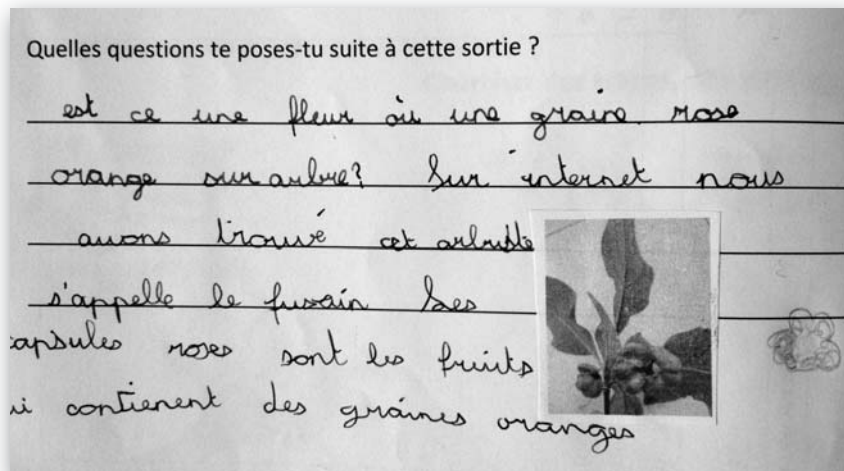 Quelles questions te poses-tu suite à cette sortie ?
est ce une fleur où une graine rose
orange sur arbre? Sur internet nous
avons trouvé cet arbuste
s'appelle le fusain Les
capsules roses sont les fruits
ui contienent des graines oranges